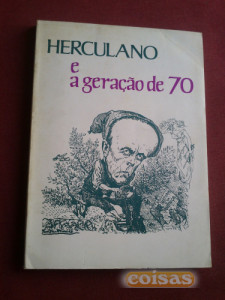 HERCULANO
e
a geração de 70
coisas